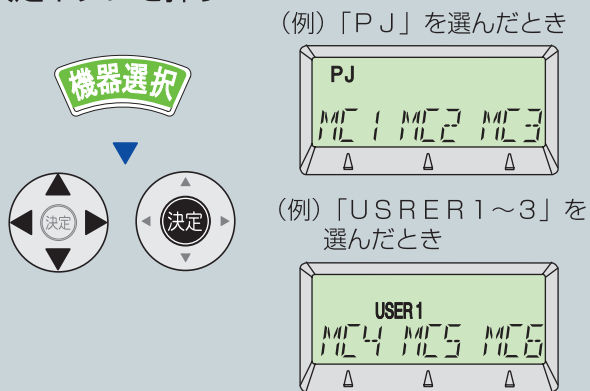 (例)「ＰＪ」を選んだとき
機器選択
PJ
MC1 MC2 MC3
決定
決定
(例)「ＵＳＲＥＲ１～３」を
選んだとき
USER1
MC4 MC5 MC6